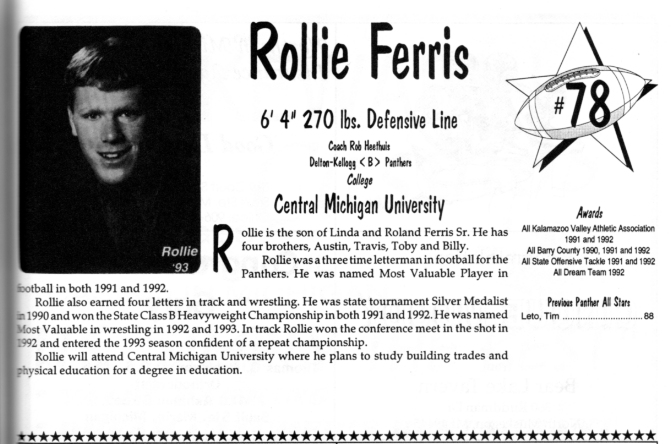 Rollie Ferris
6' 4" 270 lbs. Defensive Line
Coach Rob Heethuis
Delton-Kellogg <B> Panthers
College
Central Michigan University
#78
Rollie
'93
Rollie is the son of Linda and Roland Ferris Sr. He has
four brothers, Austin, Travis, Toby and Billy.
Rollie was a three time letterman in football for the
Panthers. He was named Most Valuable Player in
football in both 1991 and 1992.
Rollie also earned four letters in track and wrestling. He was state tournament Silver Medalist
in 1990 and won the State Class B Heavyweight Championship in both 1991 and 1992. He was named
Most Valuable in wrestling in 1992 and 1993. In track Rollie won the conference meet in the shot in
1992 and entered the 1993 season confident of a repeat championship.
Rollie will attend Central Michigan University where he plans to study building trades and
physical education for a degree in education.
Awards
All Kalamazoo Valley Athletic Association
1991 and 1992
All Barry County 1990, 1991 and 1992
All State Offensive Tackle 1991 and 1992
All Dream Team 1992
Previous Panther All Stars
Leto, Tim ................................ 88